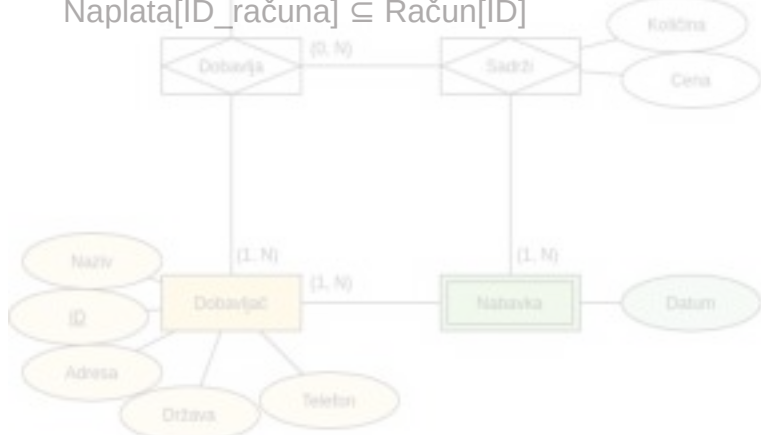 Naplata[ID_računa] ⊆ Račun[ID]
Količina
Dobavlja
(0, N)
Sadrži
Cena
(1, N)
(1, N)
Naziv
(1, N)
Dobavljač
Nabavka
Datum
ID
Adresa
Država
Telefon